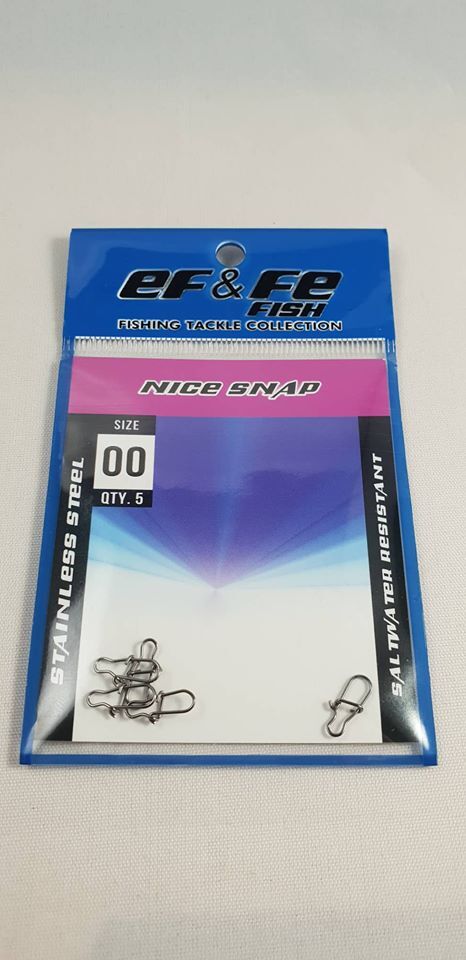 eF & Fe
FISH
FISHING TACKLE COLLECTION
NICE SNAP
SIZE
00
QTY. 5
STAINLESS STEEL
SALTWATER RESISTANT